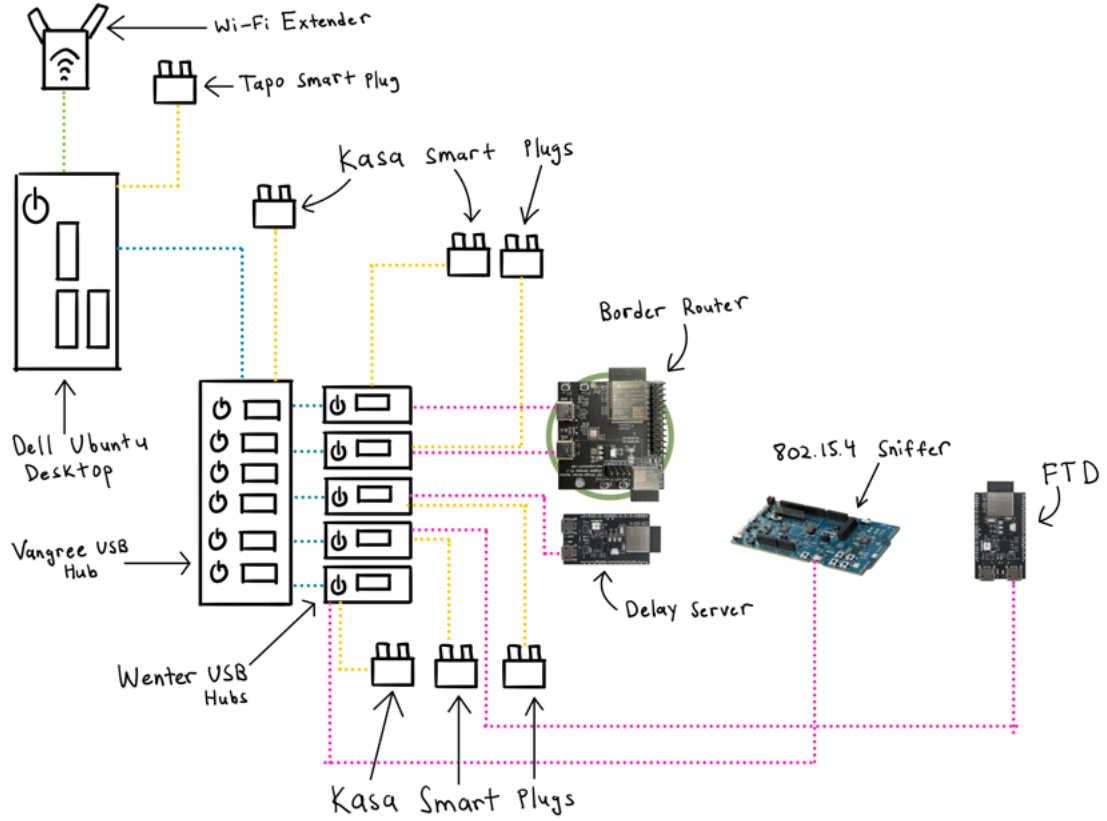 Wi-Fi Extender
Tapo Smart Plug
Kasa Smart Plugs
Border Router
802.15.4 Sniffer
FTD
Dell Ubuntu
Desktop
Vangree USB
Hub
Delay Server
Wenter USB
Hubs
Kasa Smart Plugs